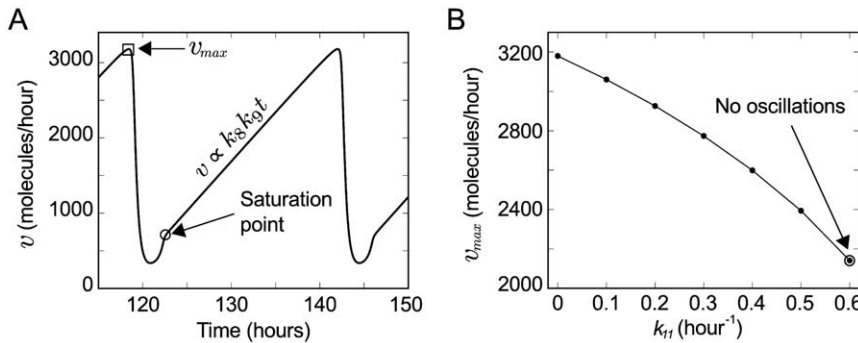 A
v (molecules/hour)
3000
2000
1000
0
v_max
v ∝ k₈k₉t
Saturation
point
120
130
140
150
Time (hours)
B
v_max (molecules/hour)
3200
2800
2400
2000
No oscillations
0
0.1
0.2
0.3
0.4
0.5
0.6
k₁₁ (hour⁻¹)